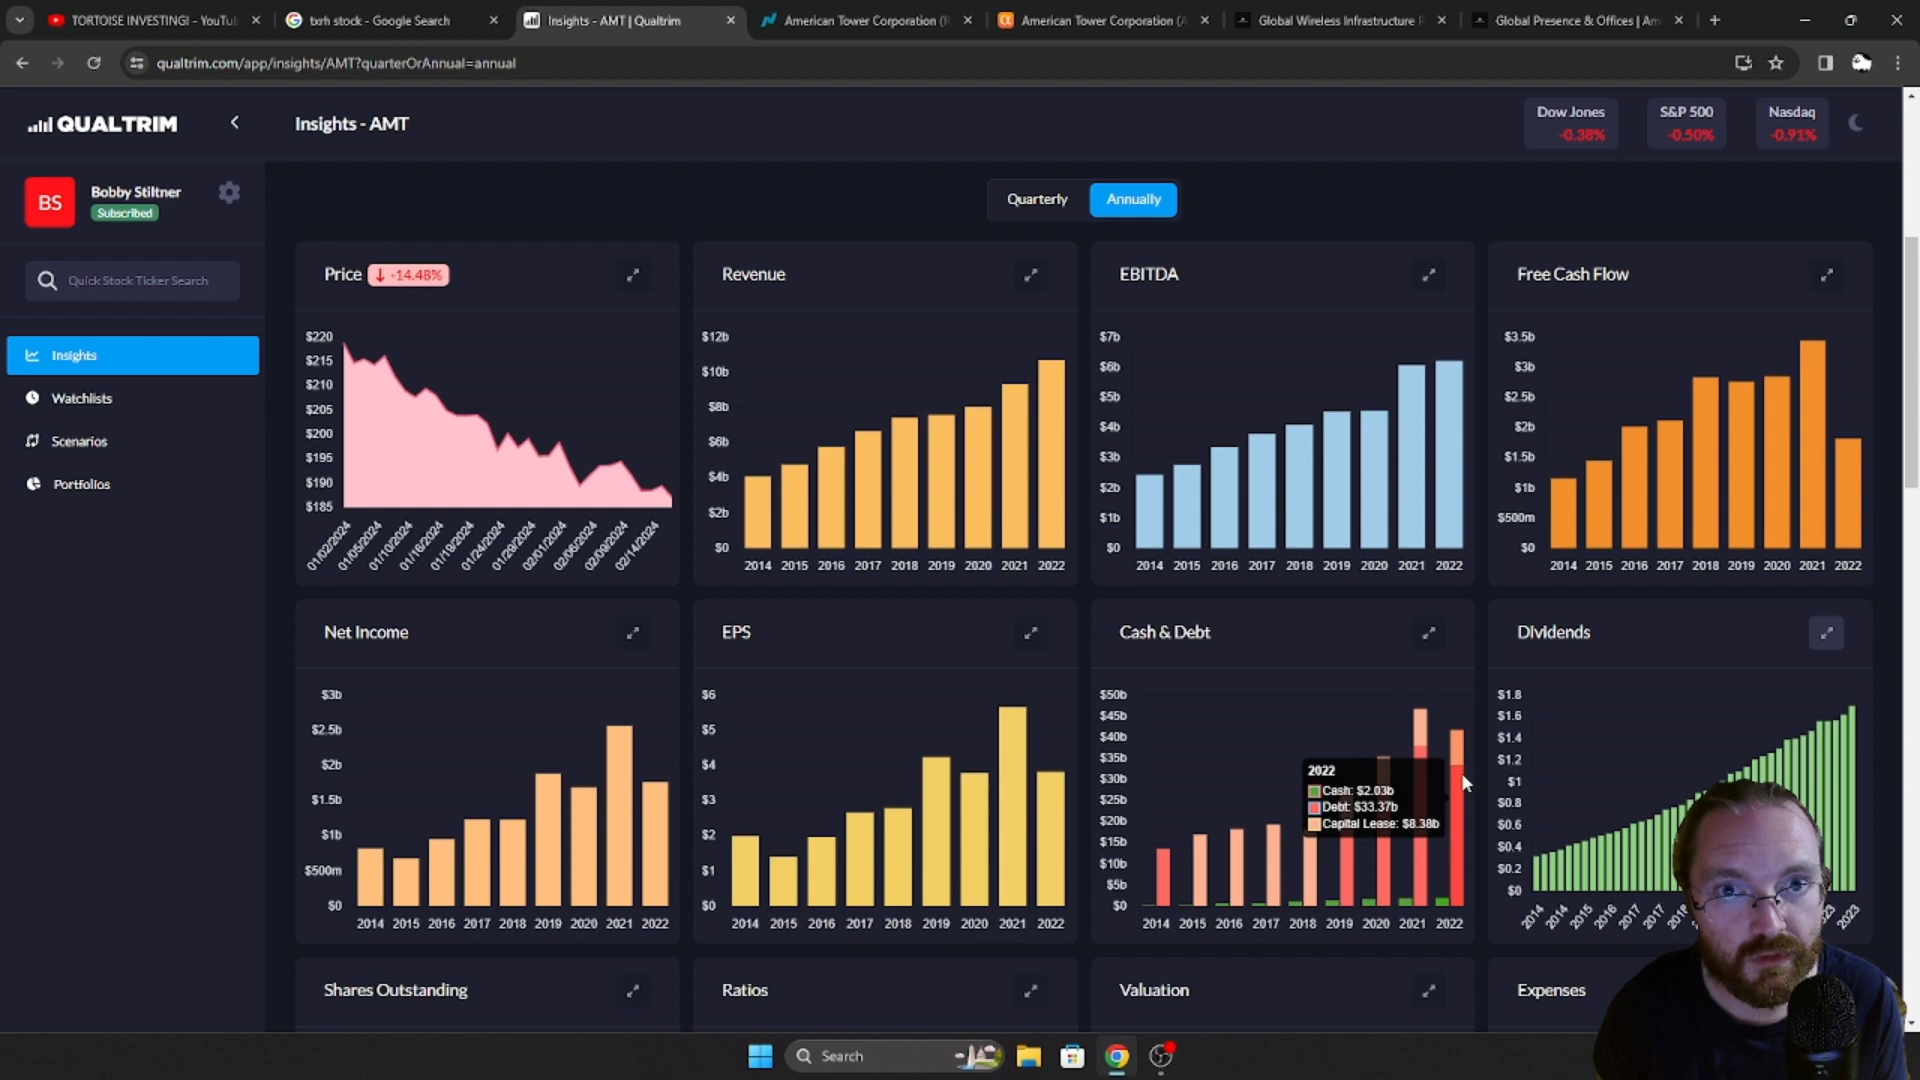 TORTOISE INVESTING! - YouTu
txrh stock - Google Search
Insights - AMT | Qualtrim
American Tower Corporation (R
American Tower Corporation (A
Global Wireless Infrastructure P
Global Presence & Offices | Am
qualtrim.com/app/insights/AMT?quarterOrAnnual=annual
QUALTRIM
Insights - AMT
Dow Jones
-0.38%
S&P 500
-0.50%
Nasdaq
-0.91%
BS
Bobby Stiltner
Subscribed
Quick Stock Ticker Search
Insights
Watchlists
Scenarios
Portfolios
Quarterly
Annually
Price
-14.48%
$220
$215
$210
$205
$200
$195
$190
$185
01/02/2024
01/05/2024
01/10/2024
01/16/2024
01/19/2024
01/24/2024
01/29/2024
02/01/2024
02/06/2024
02/09/2024
02/14/2024
Revenue
$12b
$10b
$8b
$6b
$4b
$2b
$0
2014 2015 2016 2017 2018 2019 2020 2021 2022
EBITDA
$7b
$6b
$5b
$4b
$3b
$2b
$1b
$0
2014 2015 2016 2017 2018 2019 2020 2021 2022
Free Cash Flow
$3.5b
$3b
$2.5b
$2b
$1.5b
$1b
$500m
$0
2014 2015 2016 2017 2018 2019 2020 2021 2022
Net Income
$3b
$2.5b
$2b
$1.5b
$1b
$500m
$0
2014 2015 2016 2017 2018 2019 2020 2021 2022
EPS
$6
$5
$4
$3
$2
$1
$0
2014 2015 2016 2017 2018 2019 2020 2021 2022
Cash & Debt
$50b
$45b
$40b
$35b
$30b
$25b
$20b
$15b
$10b
$5b
$0
2022
Cash: $2.03b
Debt: $33.37b
Capital Lease: $8.38b
2014 2015 2016 2017 2018 2019 2020 2021 2022
Dividends
$1.8
$1.6
$1.4
$1.2
$1
$0.8
$0.6
$0.4
$0.2
$0
2014
2014
2015
2016
2017
2017
2023
Shares Outstanding
Ratios
Valuation
Expenses
Search